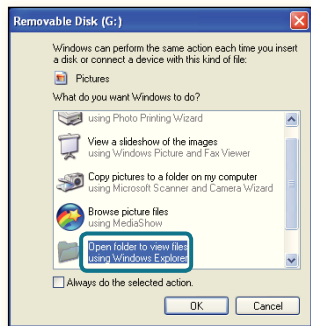 Removable Disk (G:)
Windows can perform the same action each time you insert
a disk or connect a device with this kind of file:
Pictures
What do you want Windows to do?
using Photo Printing Wizard
View a slideshow of the images
using Windows Picture and Fax Viewer
Copy pictures to a folder on my computer
using Microsoft Scanner and Camera Wizard
Browse picture files
using MediaShow
Open folder to view files
using Windows Explorer
Always do the selected action.
OK
Cancel